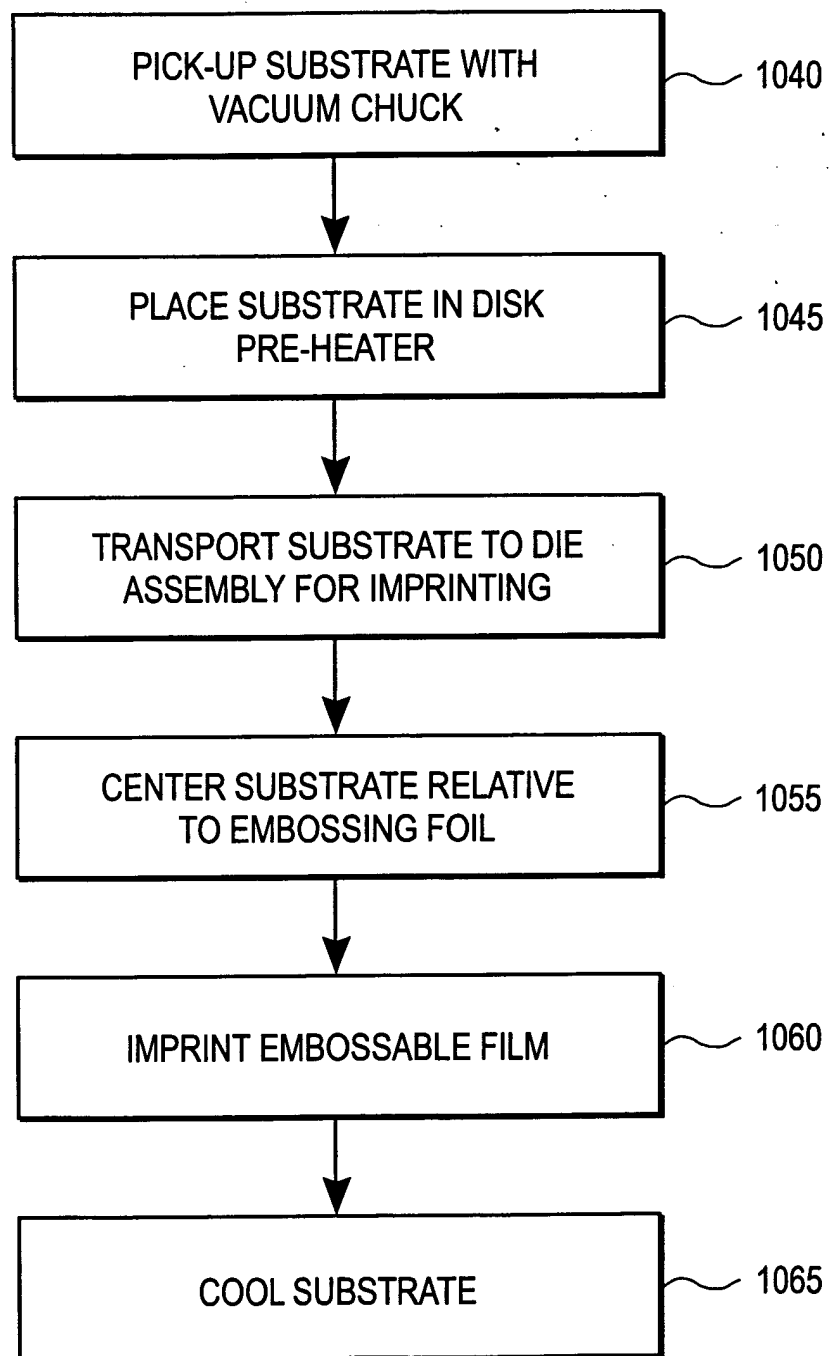 PICK-UP SUBSTRATE WITH
VACUUM CHUCK
1040
PLACE SUBSTRATE IN DISK
PRE-HEATER
1045
TRANSPORT SUBSTRATE TO DIE
ASSEMBLY FOR IMPRINTING
1050
CENTER SUBSTRATE RELATIVE
TO EMBOSSING FOIL
1055
IMPRINT EMBOSSABLE FILM
1060
COOL SUBSTRATE
1065